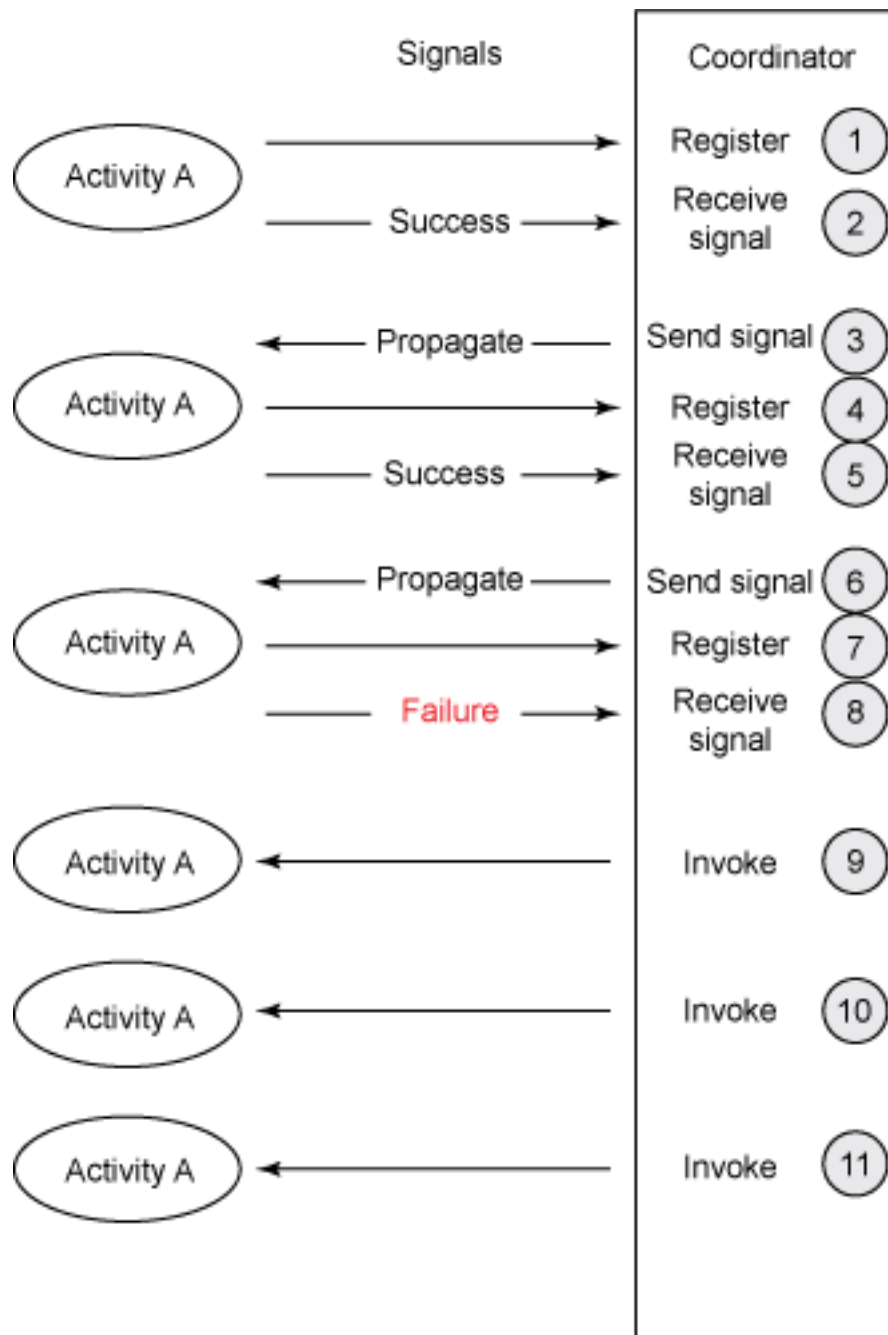 Signals
Coordinator
Register 1
Activity A
Success
Receive
signal
2
Propagate
Send signal 3
Activity A
Register 4
Success
Receive
signal
5
Propagate
Send signal 6
Activity A
Register 7
Failure
Receive
signal
8
Activity A
Invoke 9
Activity A
Invoke 10
Activity A
Invoke 11